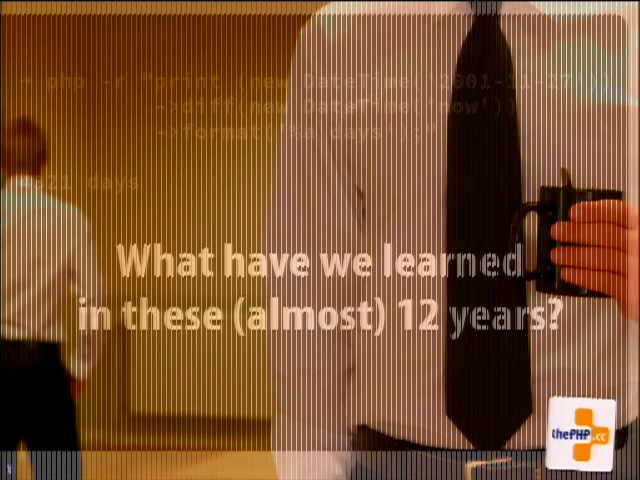 → php -r "print (new DateTime('2001-11-27'))
->diff(new DateTime('now'))
->format('%a days');"
4321 days
What have we learned
in these (almost) 12 years?
thePHP.cc